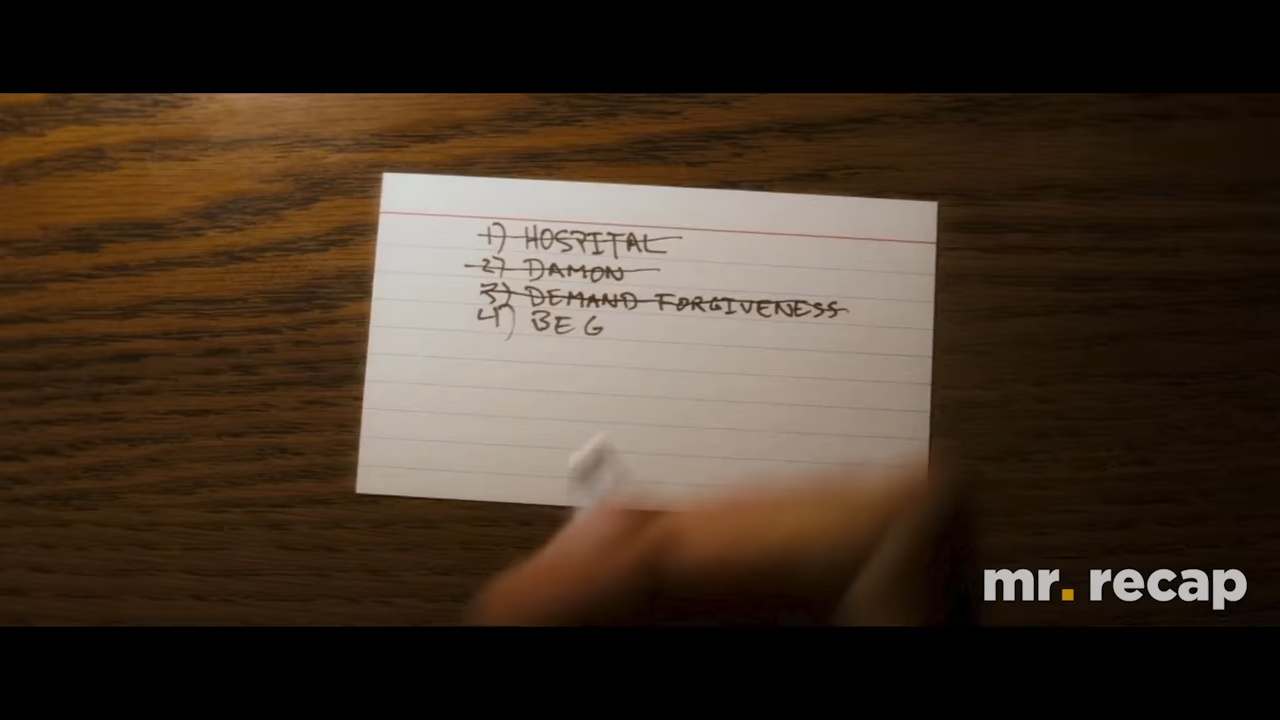 1) HOSPITAL
2) DAMON
3) DEMAND FORGIVENESS
4) BEG
mr. recap